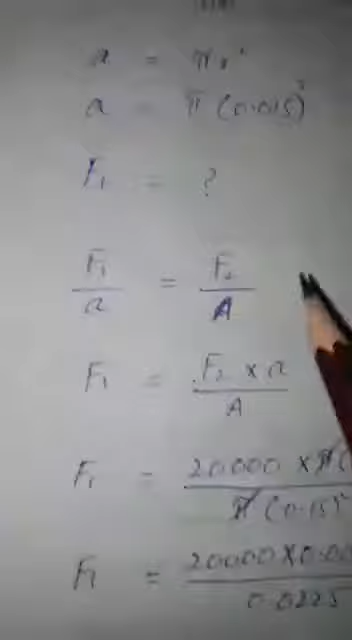 a = πr²
a = π(0.015)²
F₁ = ?
F₁/a = F₂/A
F₁ = F₂ × a / A
F₁ = 20000 × π( / π(0.15)²
F₁ = 20000 × 0.00 / 0.0225